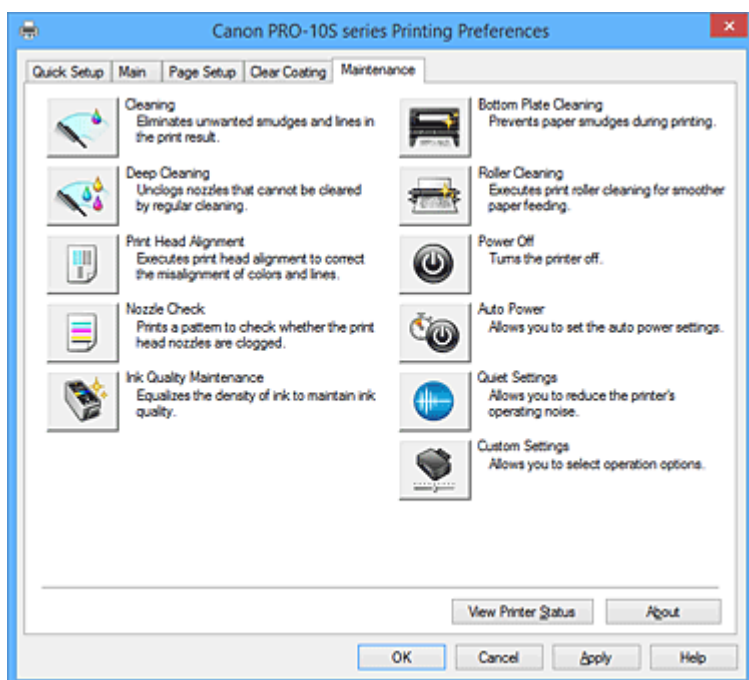 Canon PRO-10S series Printing Preferences
Quick Setup Main Page Setup Clear Coating Maintenance
Cleaning
Eliminates unwanted smudges and lines in
the print result.
Deep Cleaning
Unclogs nozzles that cannot be cleared
by regular cleaning.
Print Head Alignment
Executes print head alignment to correct
the misalignment of colors and lines.
Nozzle Check
Prints a pattern to check whether the print
head nozzles are clogged.
Ink Quality Maintenance
Equalizes the density of ink to maintain ink
quality.
Bottom Plate Cleaning
Prevents paper smudges during printing.
Roller Cleaning
Executes print roller cleaning for smoother
paper feeding.
Power Off
Turns the printer off.
Auto Power
Allows you to set the auto power settings.
Quiet Settings
Allows you to reduce the printer's
operating noise.
Custom Settings
Allows you to select operation options.
View Printer Status About
OK Cancel Apply Help